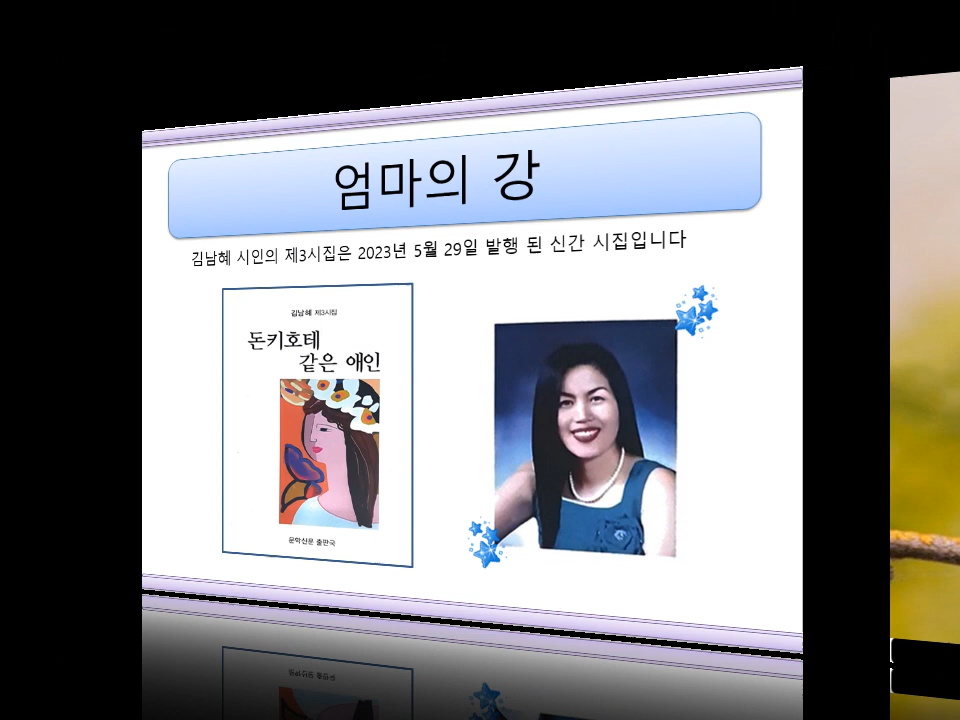 엄마의 강
김남혜 시인의 제3시집은 2023년 5월 29일 발행 된 신간 시집입니다
김남혜 제3시집
돈키호테
같은 애인
문학신문 출판국